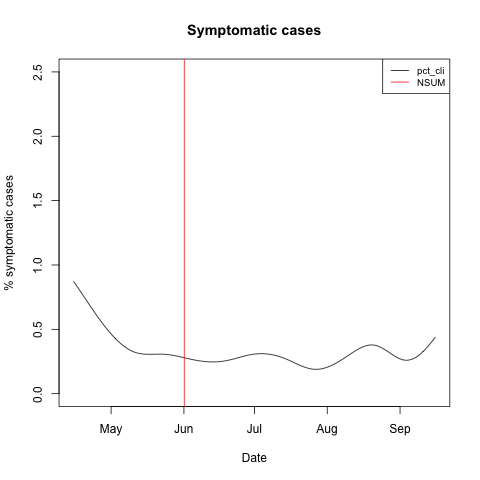 Symptomatic cases
pct_cli
NSUM
% symptomatic cases
2.5
2.0
1.5
1.0
0.5
0.0
May Jun Jul Aug Sep
Date